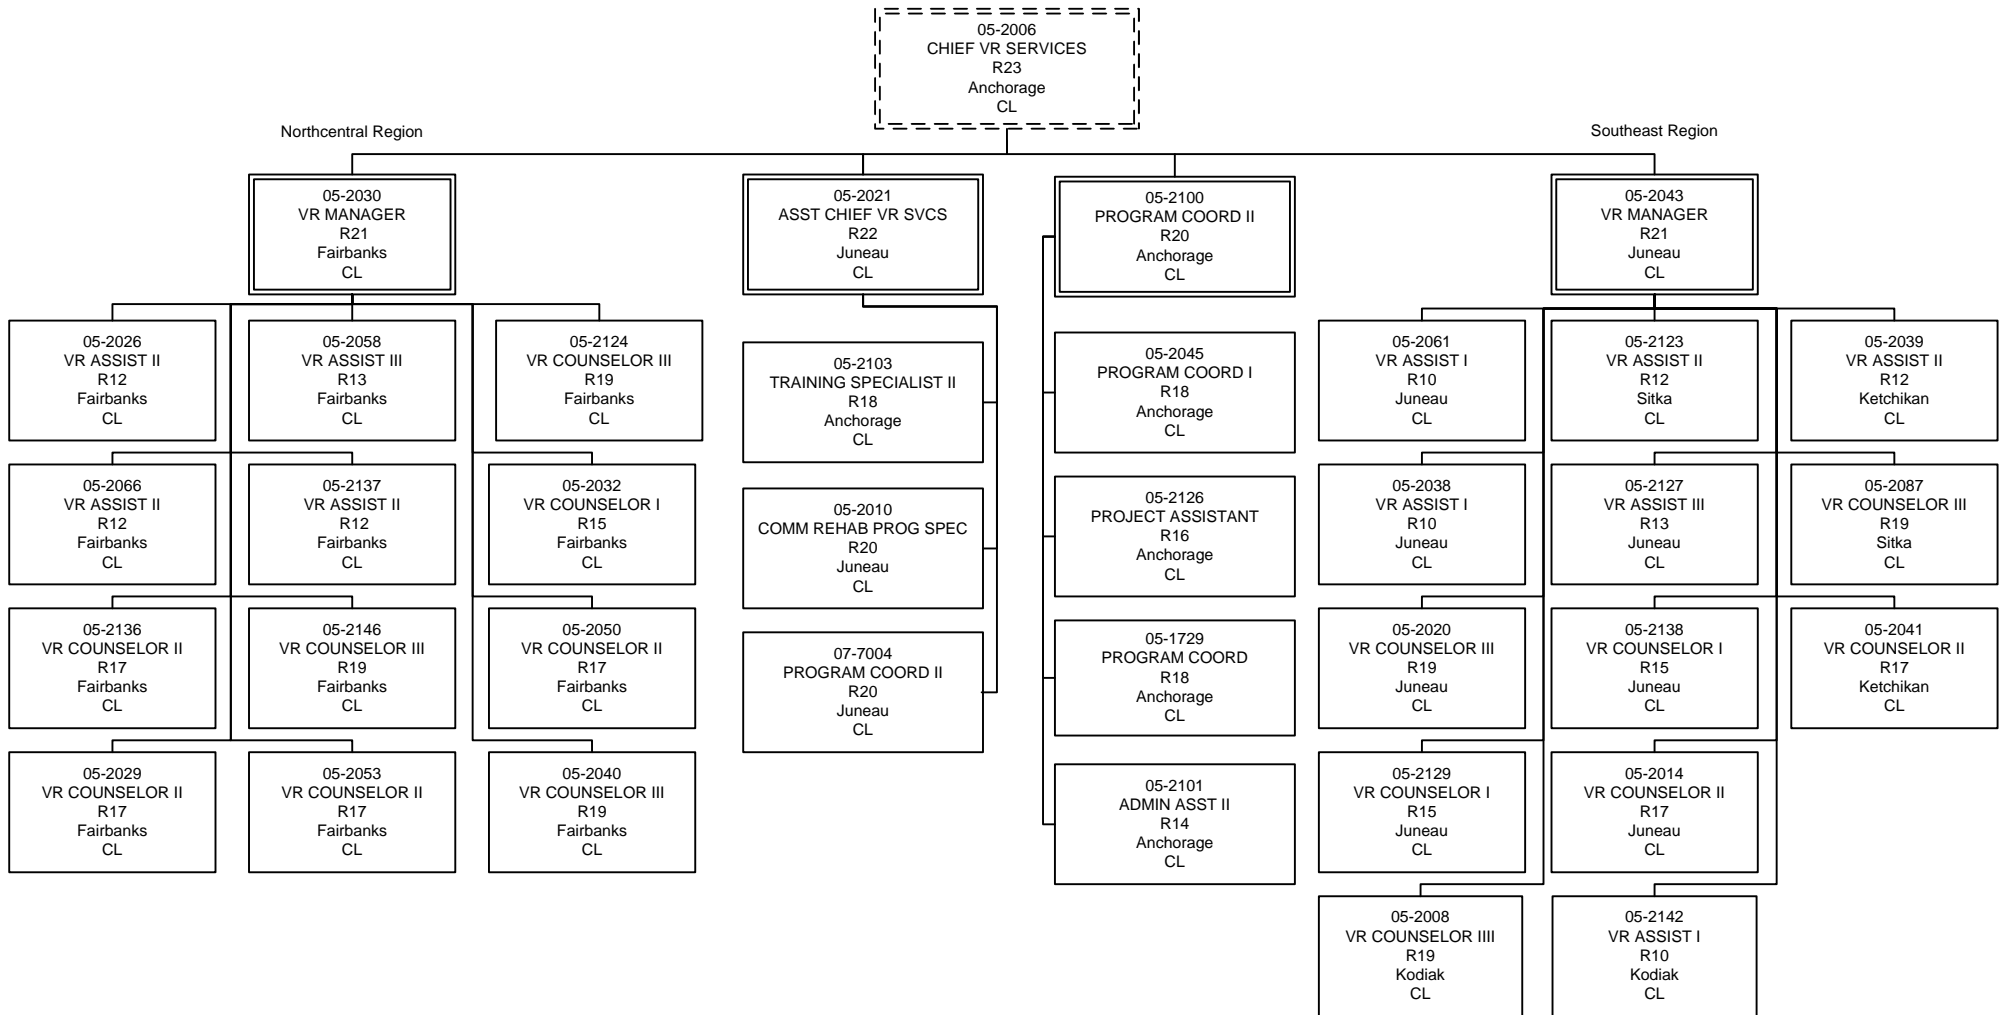 05-2006
CHIEF VR SERVICES
R23
Anchorage
CL
Northcentral Region
Southeast Region
05-2030
VR MANAGER
R21
Fairbanks
CL
05-2021
ASST CHIEF VR SVCS
R22
Juneau
CL
05-2100
PROGRAM COORD II
R20
Anchorage
CL
05-2043
VR MANAGER
R21
Juneau
CL
05-2026
VR ASSIST II
R12
Fairbanks
CL
05-2058
VR ASSIST III
R13
Fairbanks
CL
05-2124
VR COUNSELOR III
R19
Fairbanks
CL
05-2066
VR ASSIST II
R12
Fairbanks
CL
05-2137
VR ASSIST II
R12
Fairbanks
CL
05-2032
VR COUNSELOR I
R15
Fairbanks
CL
05-2136
VR COUNSELOR II
R17
Fairbanks
CL
05-2146
VR COUNSELOR III
R19
Fairbanks
CL
05-2050
VR COUNSELOR II
R17
Fairbanks
CL
05-2029
VR COUNSELOR II
R17
Fairbanks
CL
05-2053
VR COUNSELOR II
R17
Fairbanks
CL
05-2040
VR COUNSELOR III
R19
Fairbanks
CL
05-2103
TRAINING SPECIALIST II
R18
Anchorage
CL
05-2010
COMM REHAB PROG SPEC
R20
Juneau
CL
07-7004
PROGRAM COORD II
R20
Juneau
CL
05-2045
PROGRAM COORD I
R18
Anchorage
CL
05-2126
PROJECT ASSISTANT
R16
Anchorage
CL
05-1729
PROGRAM COORD
R18
Anchorage
CL
05-2101
ADMIN ASST II
R14
Anchorage
CL
05-2061
VR ASSIST I
R10
Juneau
CL
05-2123
VR ASSIST II
R12
Sitka
CL
05-2039
VR ASSIST II
R12
Ketchikan
CL
05-2038
VR ASSIST I
R10
Juneau
CL
05-2127
VR ASSIST III
R13
Juneau
CL
05-2087
VR COUNSELOR III
R19
Sitka
CL
05-2020
VR COUNSELOR III
R19
Juneau
CL
05-2138
VR COUNSELOR I
R15
Juneau
CL
05-2041
VR COUNSELOR II
R17
Ketchikan
CL
05-2129
VR COUNSELOR I
R15
Juneau
CL
05-2014
VR COUNSELOR II
R17
Juneau
CL
05-2008
VR COUNSELOR IIII
R19
Kodiak
CL
05-2142
VR ASSIST I
R10
Kodiak
CL